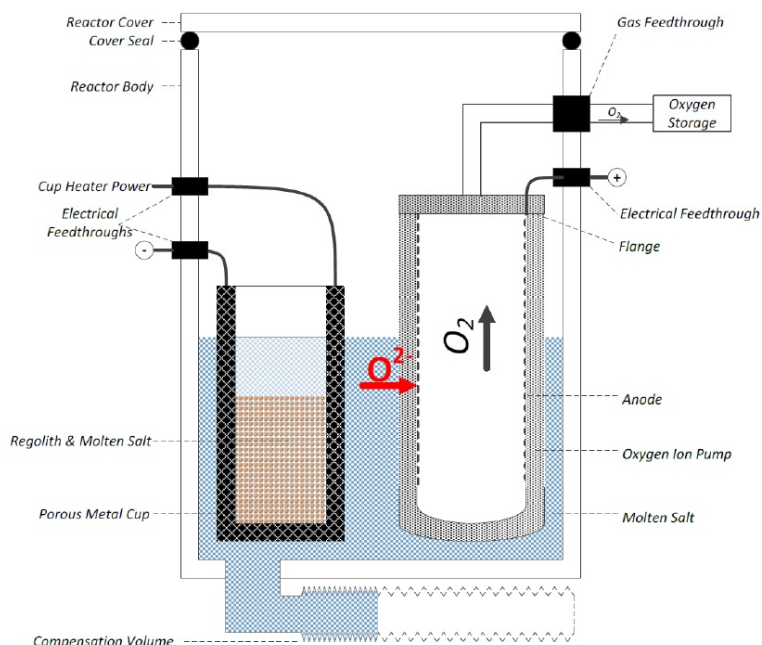 Reactor Cover
Cover Seal
Reactor Body
Cup Heater Power
Electrical
Feedthroughs
-
Regolith & Molten Salt
Porous Metal Cup
Compensation Volume
O²⁻
O₂
Gas Feedthrough
O₂
Oxygen
Storage
+
Electrical Feedthrough
Flange
Anode
Oxygen Ion Pump
Molten Salt